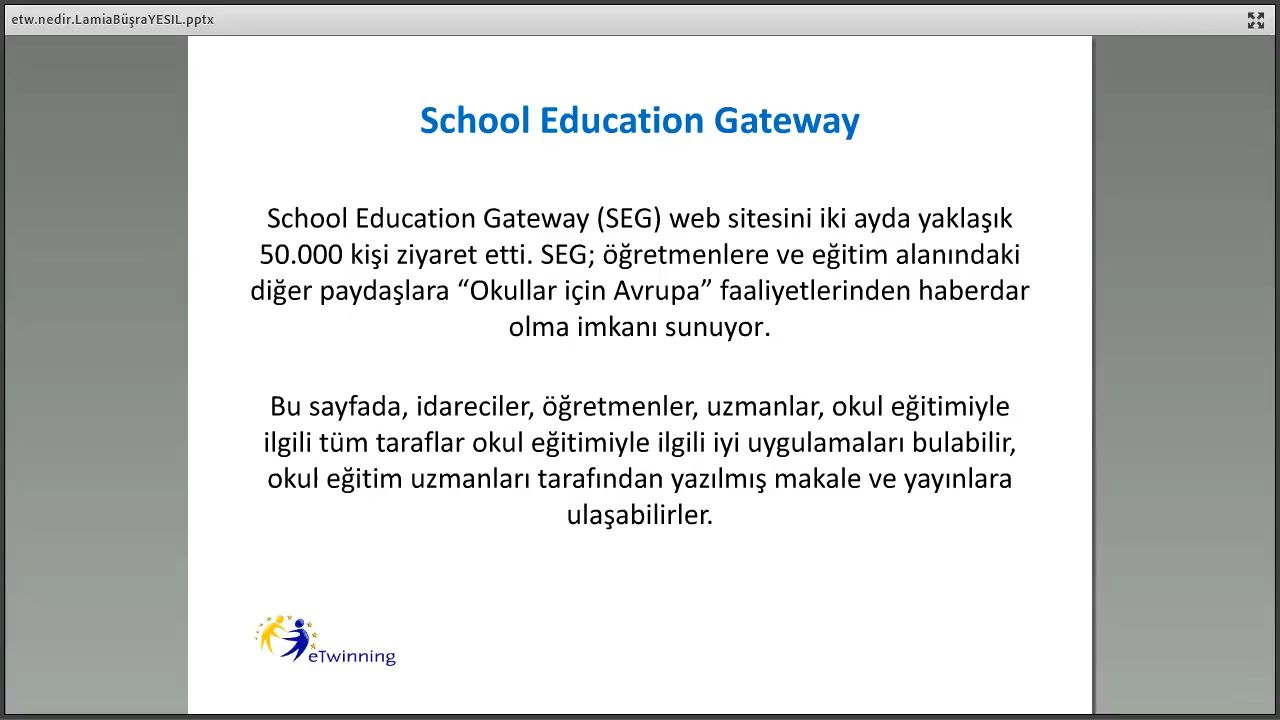 etw.nedir.LamiaBüşraYESIL.pptx
School Education Gateway
School Education Gateway (SEG) web sitesini iki ayda yaklaşık
50.000 kişi ziyaret etti. SEG; öğretmenlere ve eğitim alanındaki
diğer paydaşlara “Okullar için Avrupa” faaliyetlerinden haberdar
olma imkanı sunuyor.
Bu sayfada, idareciler, öğretmenler, uzmanlar, okul eğitimiyle
ilgili tüm taraflar okul eğitimiyle ilgili iyi uygulamaları bulabilir,
okul eğitim uzmanları tarafından yazılmış makale ve yayınlara
ulaşabilirler.
eTwinning